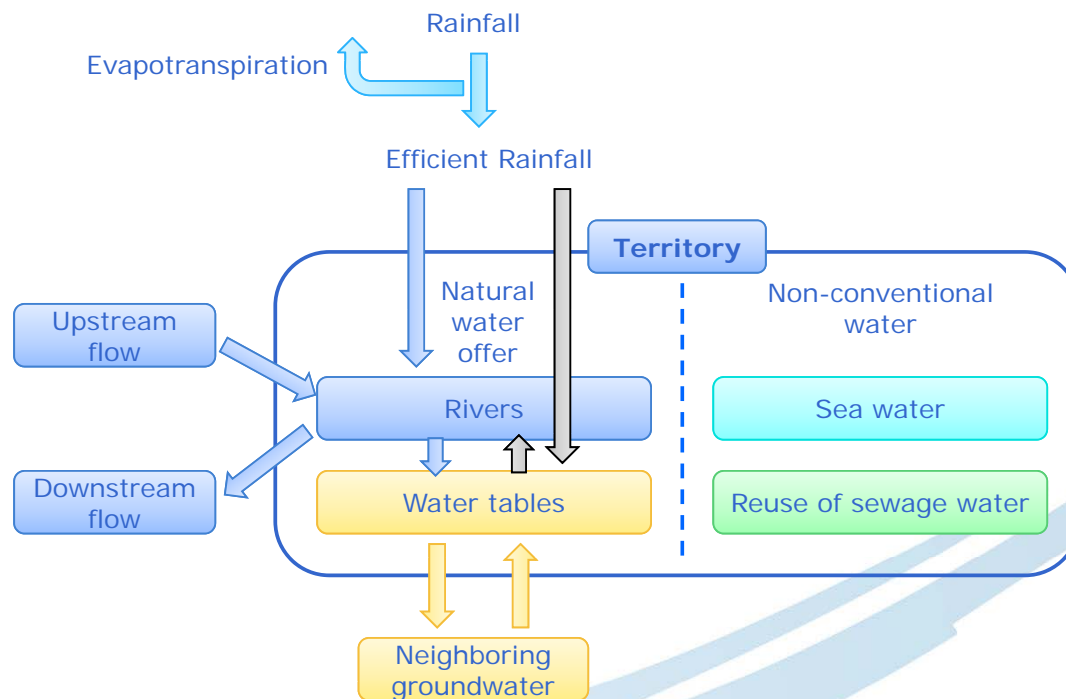 Rainfall
Evapotranspiration
Efficient Rainfall
Territory
Natural
water
offer
Non-conventional
water
Upstream
flow
Rivers
Sea water
Downstream
flow
Water tables
Reuse of sewage water
Neighboring
groundwater